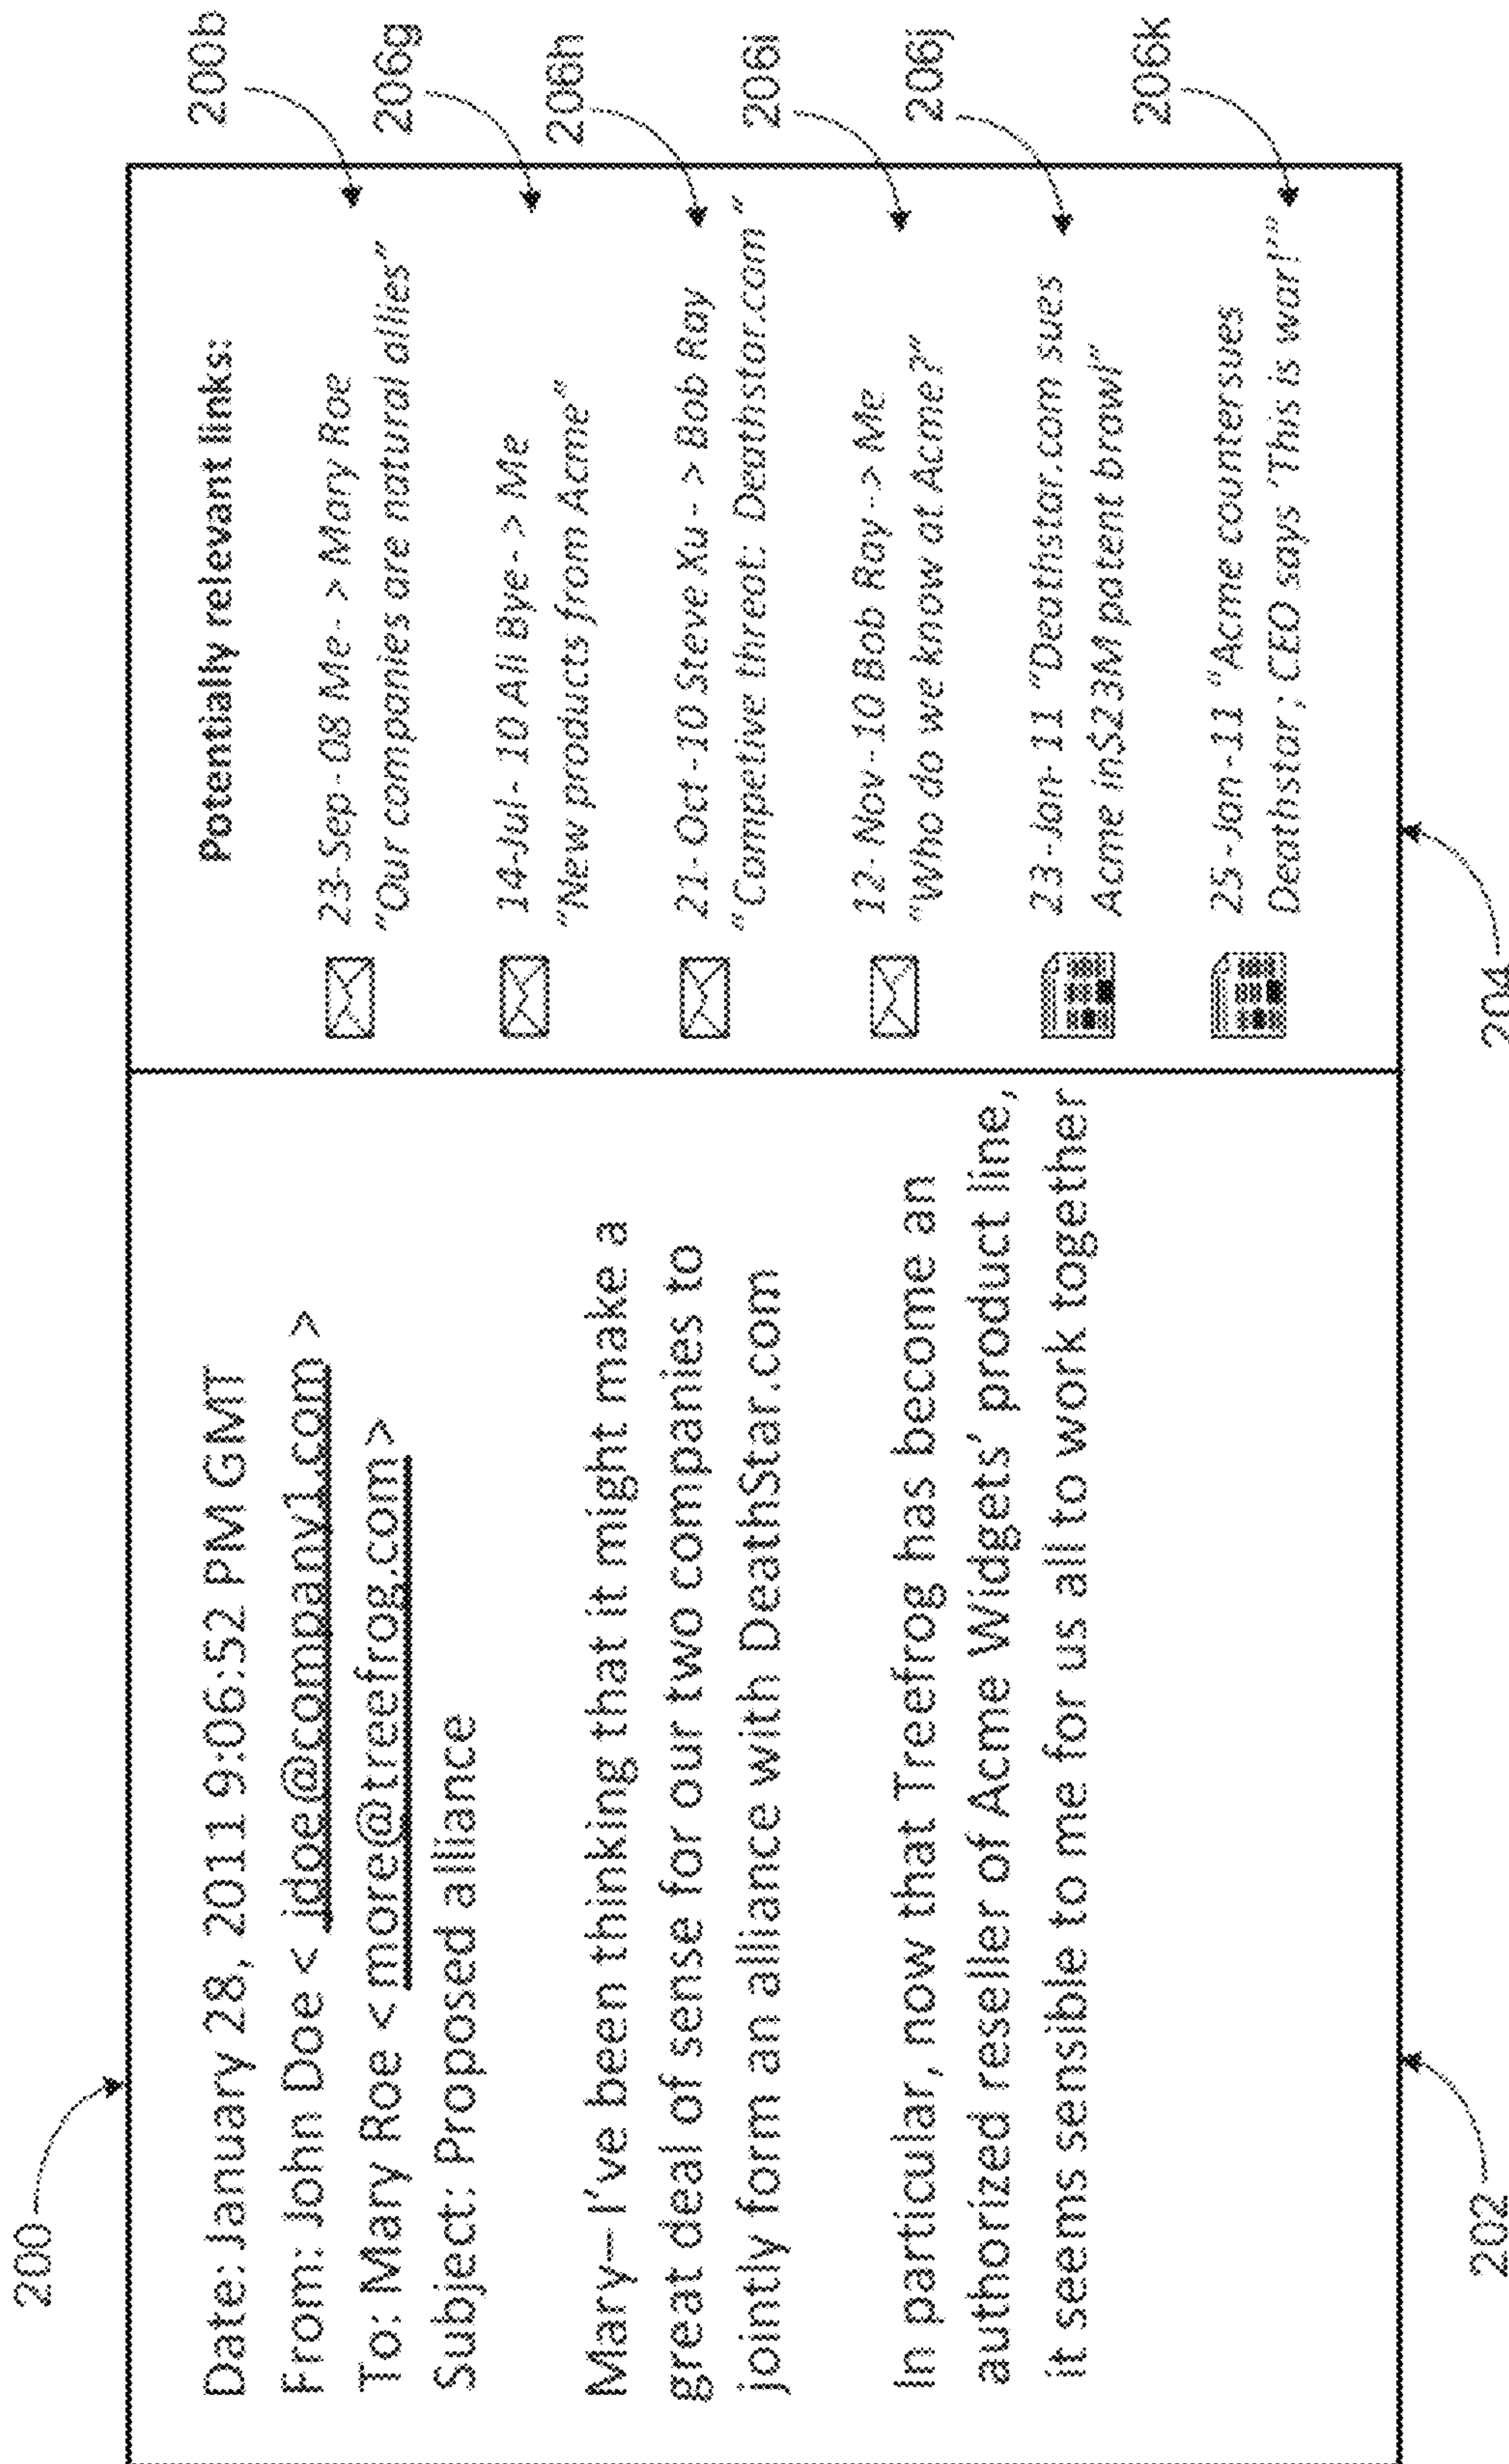 200
Date: January 28, 2011 9:06:52 PM GMT
From: John Doe < jdoe@company1.com >
To: Mary Roe < more@treefrog.com>
Subject: Proposed alliance
Mary--- I've been thinking that it might make a
great deal of sense for our two companies to
jointly form an alliance with DeathStar.com
In particular, now that Treefrog has become an
authorized reseller of Acme Widgets' product line,
it seems sensible to me for us all to work together
202
Potentially relevant links:
23-Sep-08 Me- > Mary Roe
"Our companies are natural allies"
200b
14-Jul- 10 Ali Bye- > Me
"New products from Acme"
206g
21-Oct-10 Steve Xu- > Bob Ray
"Competive threat: Deathstar.com"
206h
12-Nov-10 Bob Ray-> Me
"Who do we know at Acme?"
206i
23-Jan-11 "Deathstar.com sues
Acme in$23M patent brawl"
206j
25-Jan-11 "Acme countersues
Deathstar; CEO says 'This is war!'"
206k
204